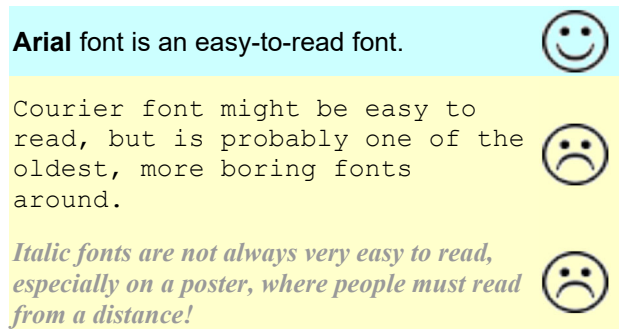 Arial font is an easy-to-read font.
Courier font might be easy to
read, but is probably one of the
oldest, more boring fonts
around.
Italic fonts are not always very easy to read,
especially on a poster, where people must read
from a distance!